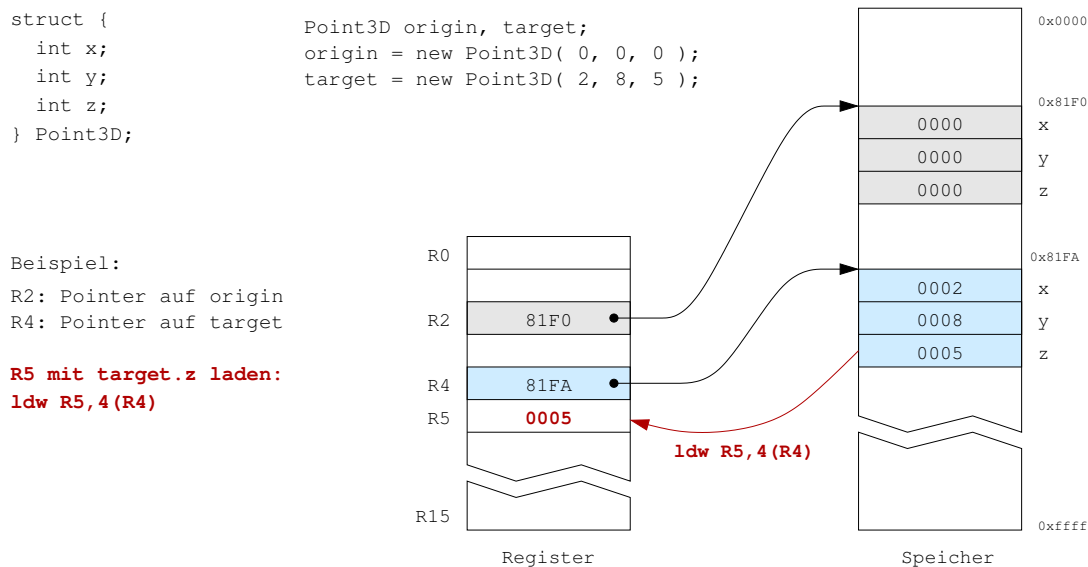 struct {
int x;
int y;
int z;
} Point3D;
Point3D origin, target;
origin = new Point3D( 0, 0, 0 );
target = new Point3D( 2, 8, 5 );
Beispiel:
R2: Pointer auf origin
R4: Pointer auf target
R5 mit target.z laden:
ldw R5,4(R4)
R0
R2 81F0
R4 81FA
R5 0005
R15
Register
ldw R5,4(R4)
0x0000
0x81F0
0000 x
0000 y
0000 z
0x81FA
0002 x
0008 y
0005 z
0xffff
Speicher